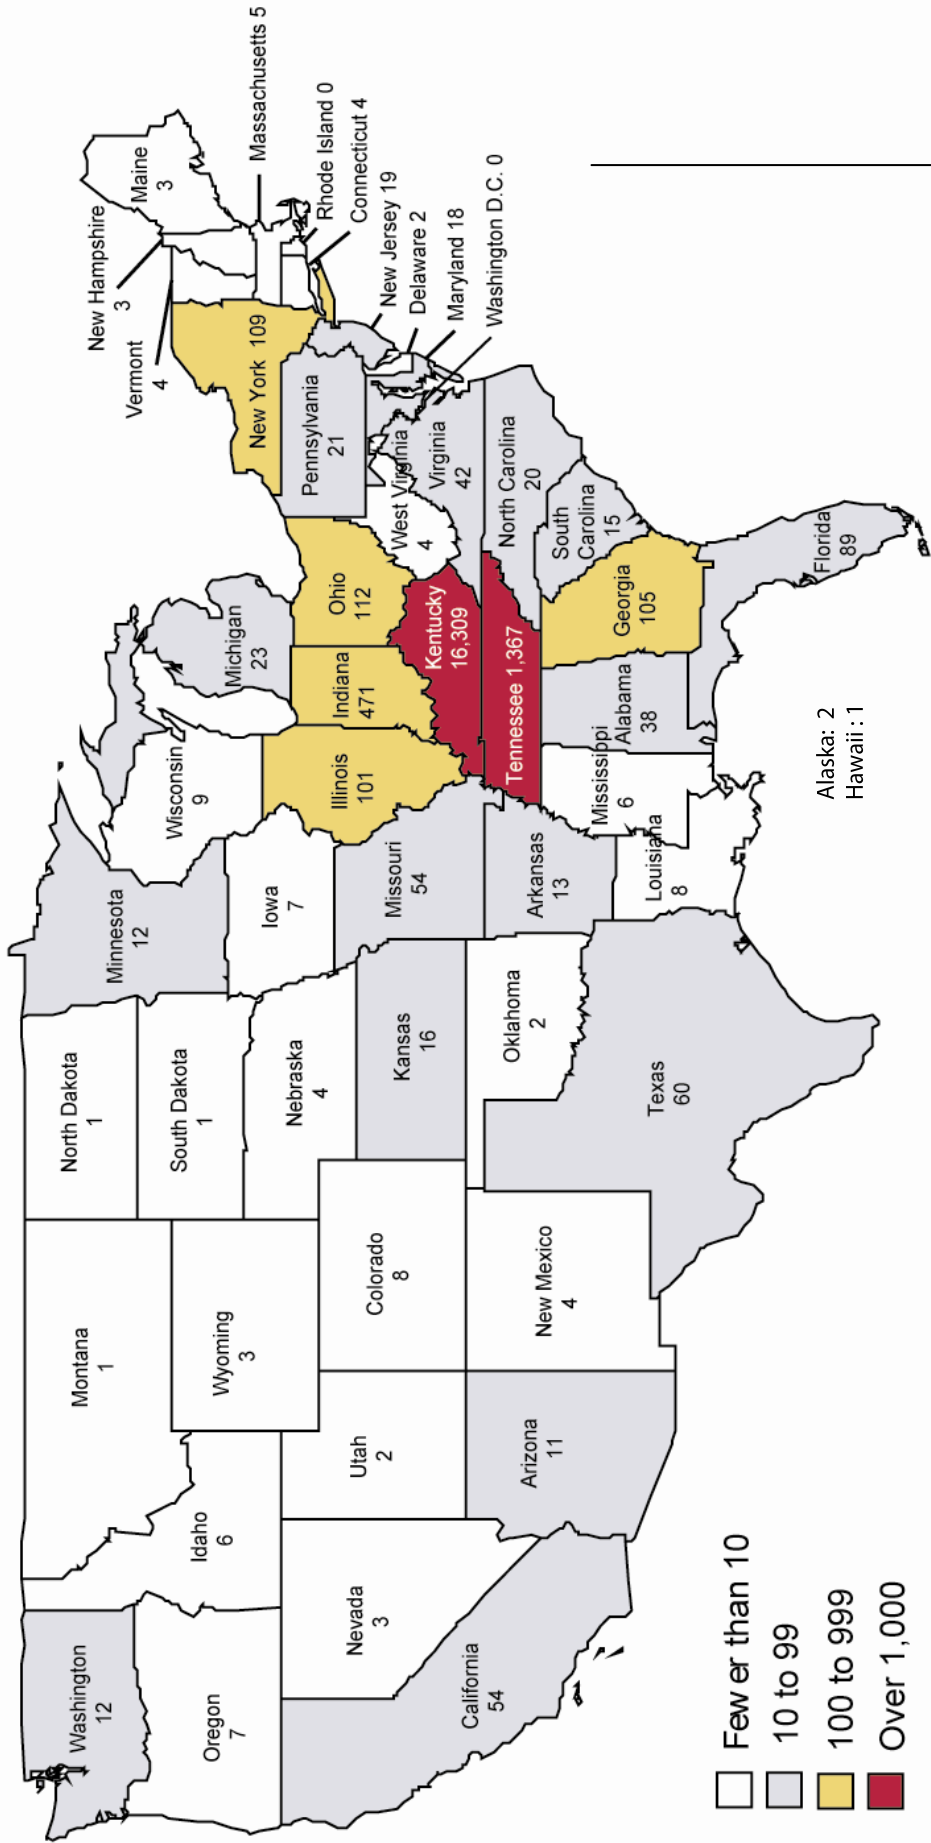 Washington
12
Oregon
7
California
54
Nevada
3
Idaho
6
Montana
1
Wyoming
3
Utah
2
Arizona
11
Colorado
8
New Mexico
4
North Dakota
1
South Dakota
1
Nebraska
4
Kansas
16
Oklahoma
2
Texas
60
Minnesota
12
Iowa
7
Missouri
54
Arkansas
13
Louisiana
8
Wisconsin
9
Illinois
101
Michigan
23
Indiana
471
Ohio
112
Kentucky
16,309
Tennessee 1,367
Mississippi
6
Alabama
38
Georgia
105
Florida
89
South
Carolina
15
North Carolina
20
Virginia
42
West Virginia
4
Pennsylvania
21
New York 109
Vermont
4
New Hampshire
3
Maine
3
Massachusetts 5
Rhode Island 0
Connecticut 4
New Jersey 19
Delaware 2
Maryland 18
Washington D.C. 0
Alaska: 2
Hawaii : 1
Few er than 10
10 to 99
100 to 999
Over 1,000